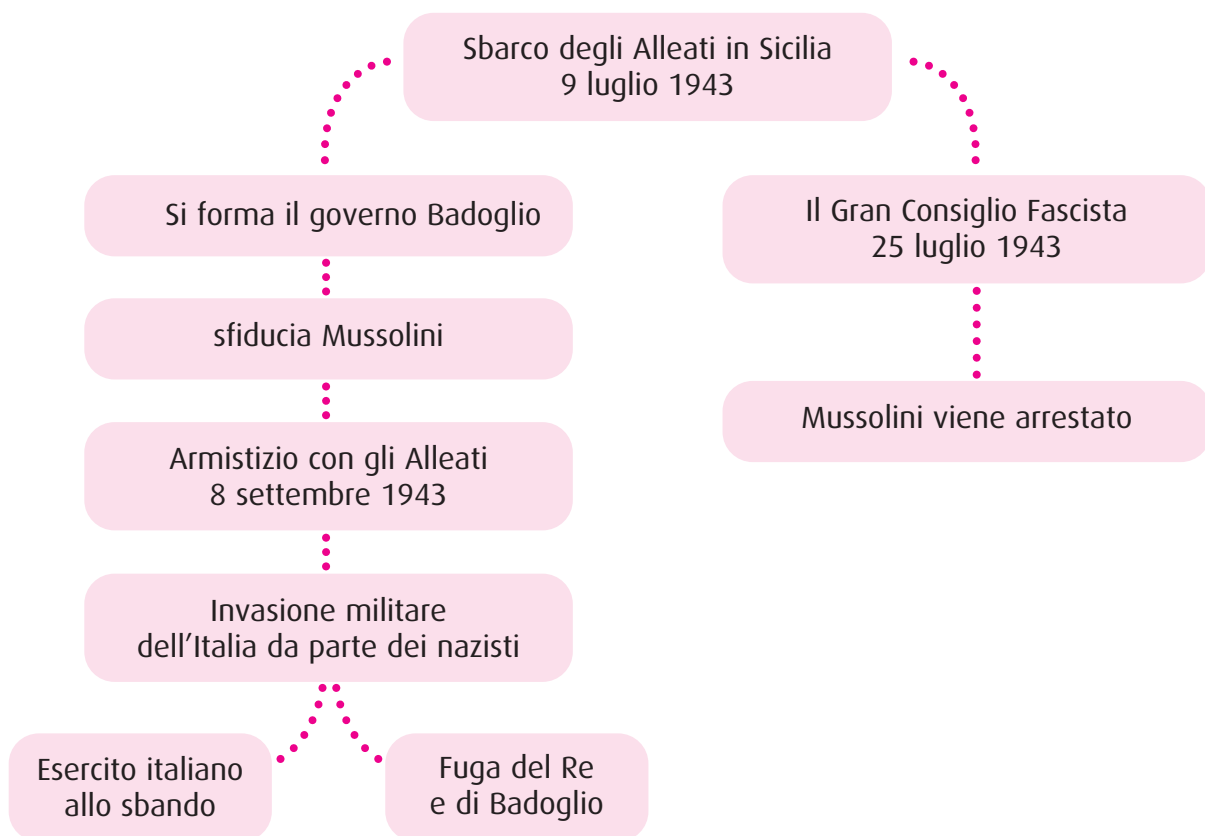 Sbarco degli Alleati in Sicilia
9 luglio 1943
Si forma il governo Badoglio
Il Gran Consiglio Fascista
25 luglio 1943
sfiducia Mussolini
Mussolini viene arrestato
Armistizio con gli Alleati
8 settembre 1943
Invasione militare
dell'Italia da parte dei nazisti
Esercito italiano
allo sbando
Fuga del Re
e di Badoglio